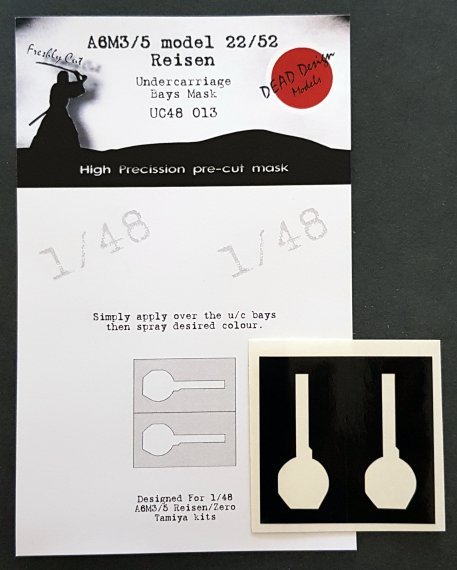 A6M3/5 model 22/52
Reisen
Undercarriage
Bays Mask
UC48 013
Freshly Cut
DEAD Design
Models
High Precission pre-cut mask
1/48
1/48
Simply apply over the u/c bays
then spray desired colour.
Designed For 1/48
A6M3/5 Reisen/Zero
Tamiya kits